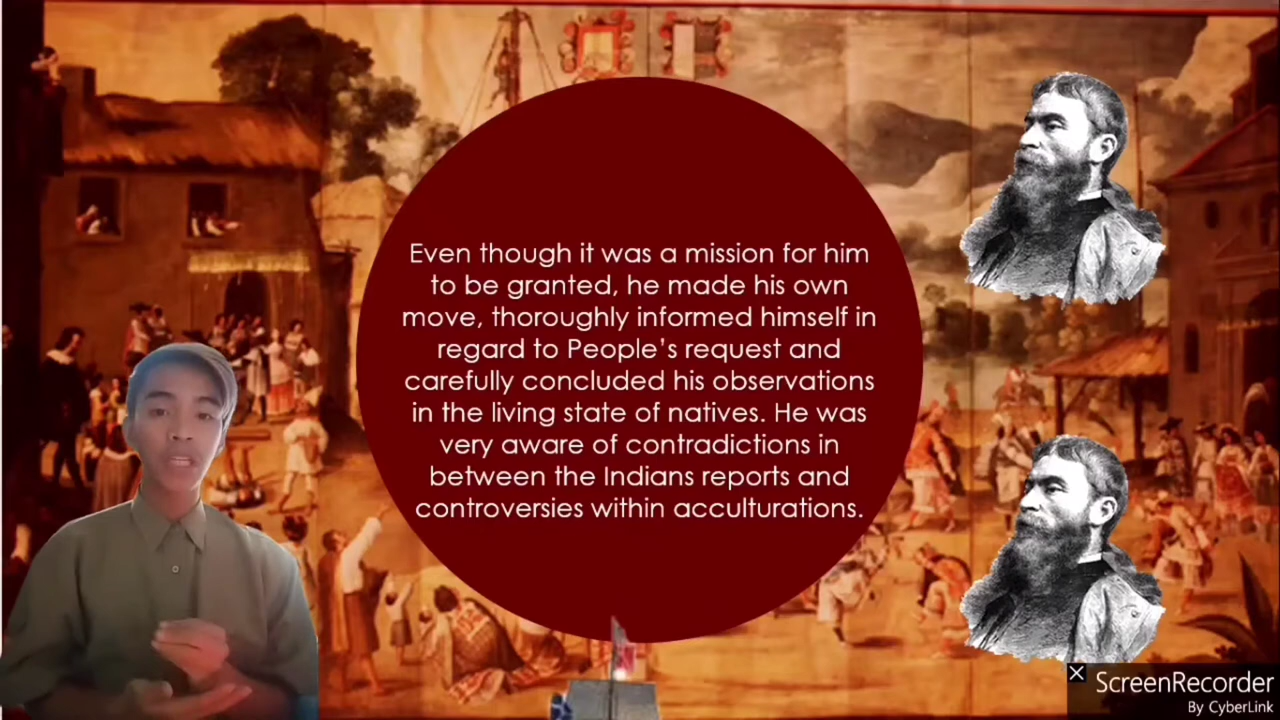 Even though it was a mission for him
to be granted, he made his own
move, thoroughly informed himself in
regard to People’s request and
carefully concluded his observations
in the living state of natives. He was
very aware of contradictions in
between the Indians reports and
controversies within acculturations.
ScreenRecorder
By CyberLink